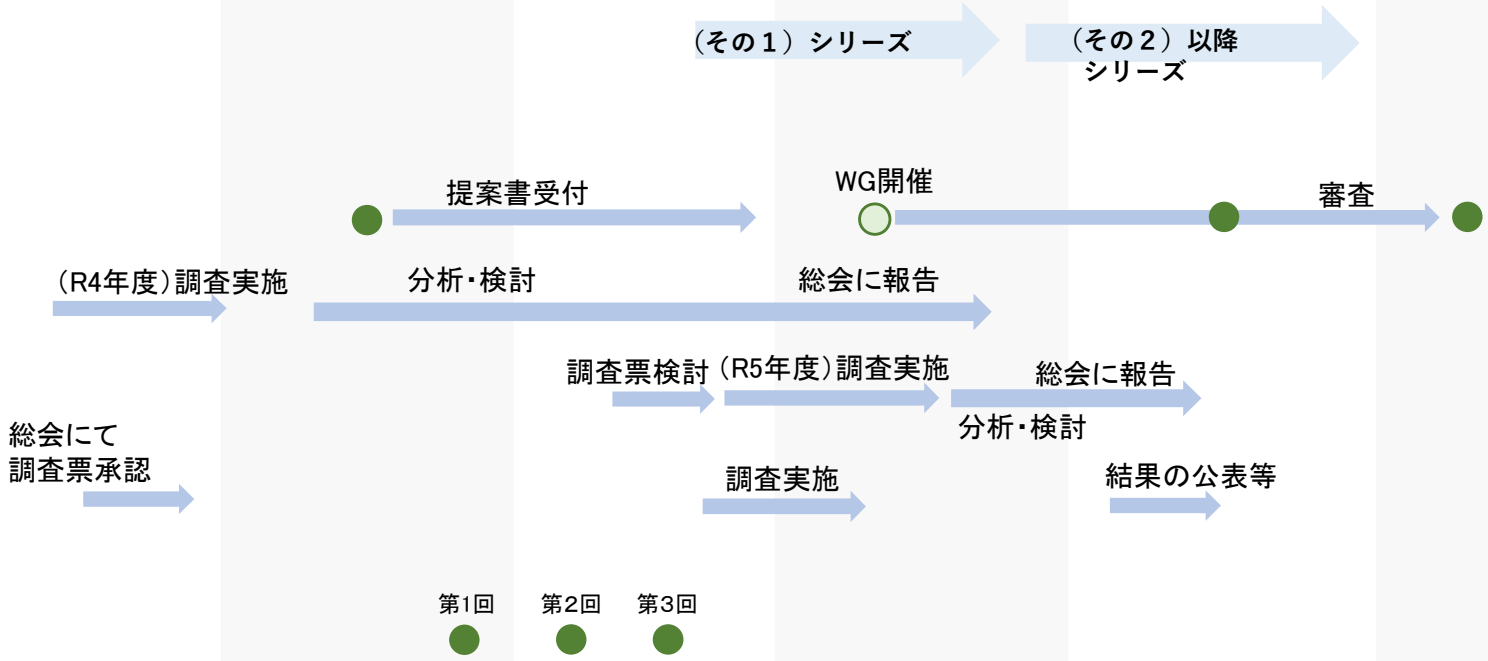 （その１）シリーズ
（その２）以降
シリーズ
提案書受付
WG開催
審査
（R4年度）調査実施
分析・検討
総会に報告
調査票検討
（R5年度）調査実施
総会に報告
分析・検討
総会にて
調査票承認
調査実施
結果の公表等
第1回
第2回
第3回